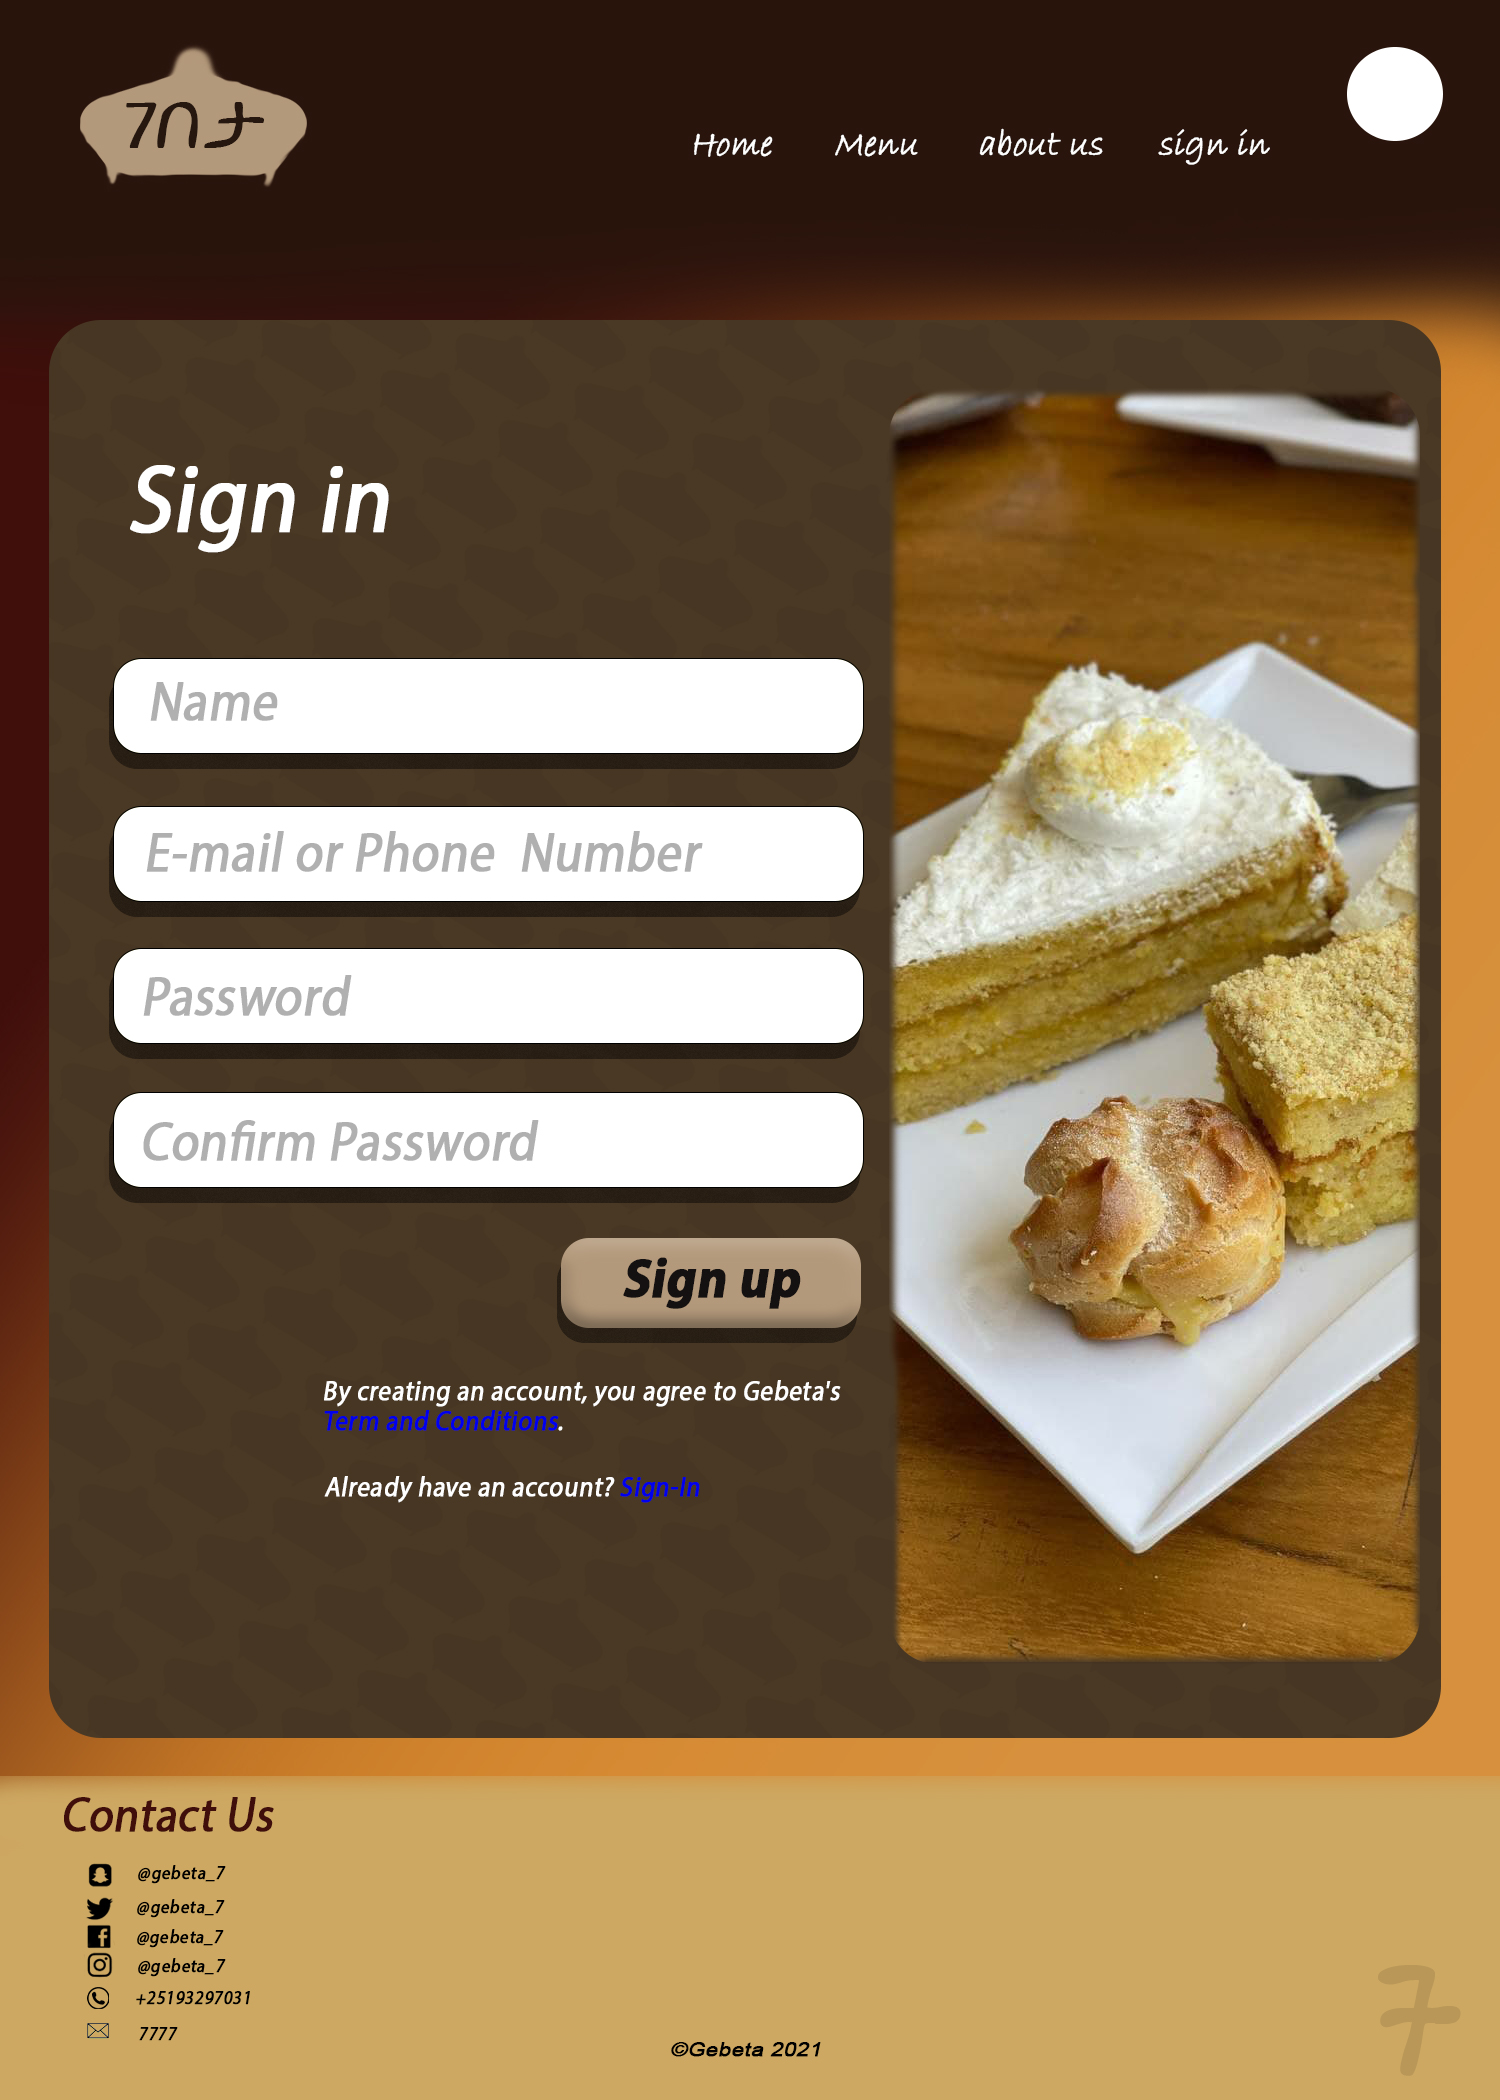 ገበታ
Home Menu about us sign in
Sign in
Name
E-mail or Phone Number
Password
Confirm Password
Sign up
By creating an account, you agree to Gebeta's
Term and Conditions.
Already have an account? Sign-In
Contact Us
@gebeta_7
@gebeta_7
@gebeta_7
@gebeta_7
+25193297031
7777
©Gebeta 2021
7